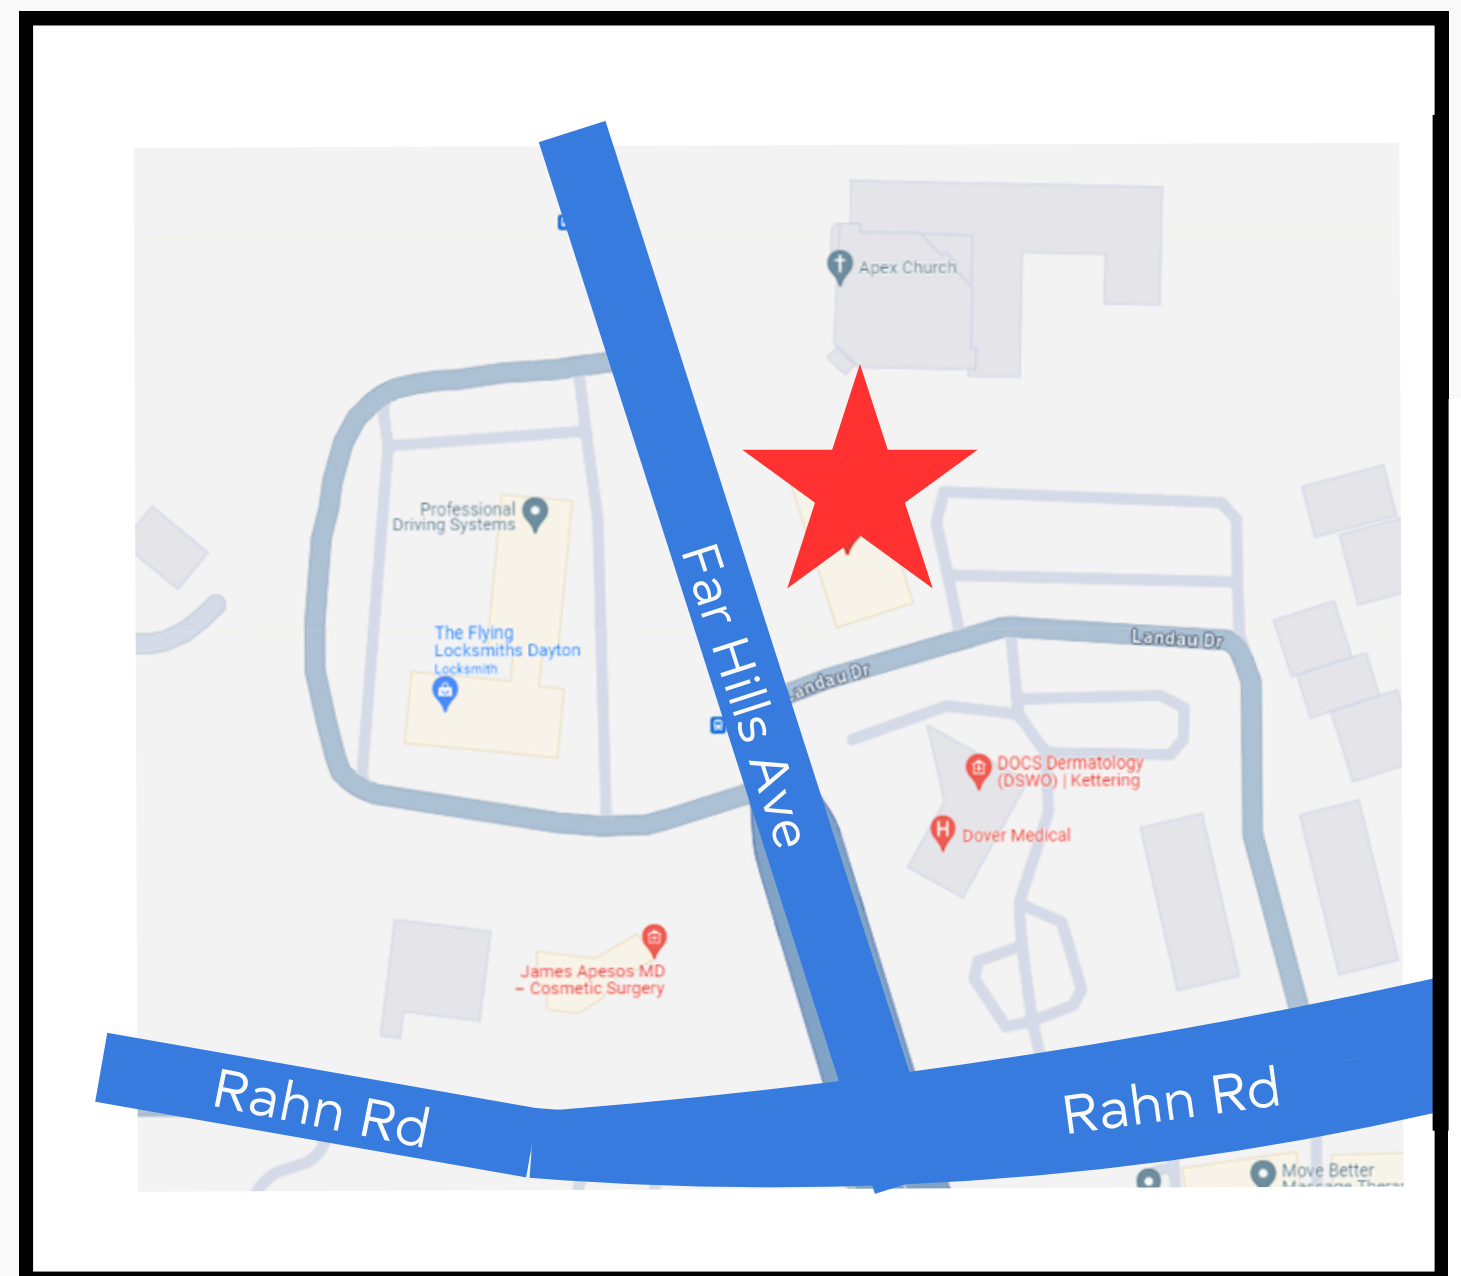 Apex Church
Professional
Driving Systems
The Flying
Locksmiths Dayton
Locksmith
Far Hills Ave
Landau Dr
Landau Dr
DOCS Dermatology
(DSWO) | Kettering
H
Dover Medical
James Apesos MD
– Cosmetic Surgery
Rahn Rd
Rahn Rd
Move Better
Massage